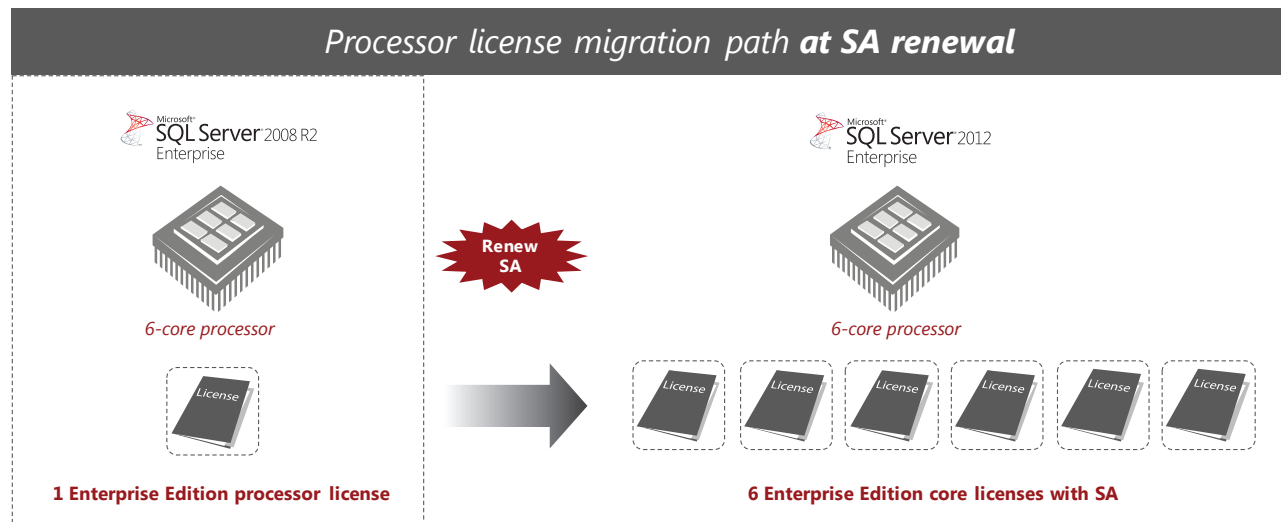 Processor license migration path at SA renewal
Microsoft®
SQL Server® 2008 R2
Enterprise
6-core processor
License
1 Enterprise Edition processor license
Renew
SA
Microsoft®
SQL Server® 2012
Enterprise
6-core processor
License License License License License License
6 Enterprise Edition core licenses with SA